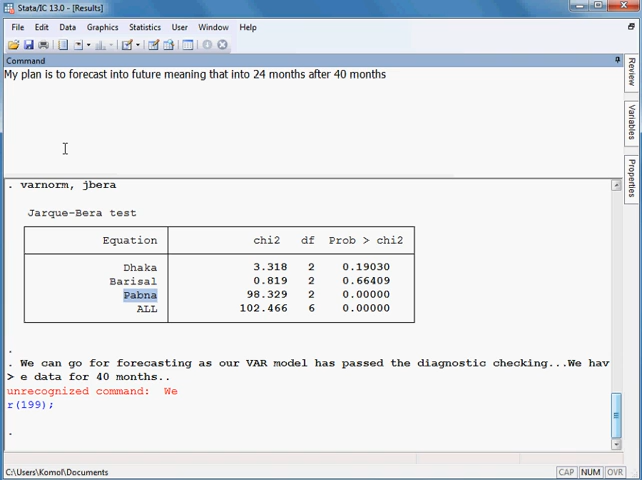 Stata/IC 13.0 - [Results]
File Edit Data Graphics Statistics User Window Help
Command
My plan is to forecast into future meaning that into 24 months after 40 months
Review
Variables
Properties
. varnorm, jbera
Jarque-Bera test
Equation chi2 df Prob > chi2
Dhaka 3.318 2 0.19030
Barisal 0.819 2 0.66409
Pabna 98.329 2 0.00000
ALL 102.466 6 0.00000
.
. We can go for forecasting as our VAR model has passed the diagnostic checking...We hav
> e data for 40 months..
unrecognized command:  We
r(199);
.
C:\Users\Komol\Documents CAP NUM OVR